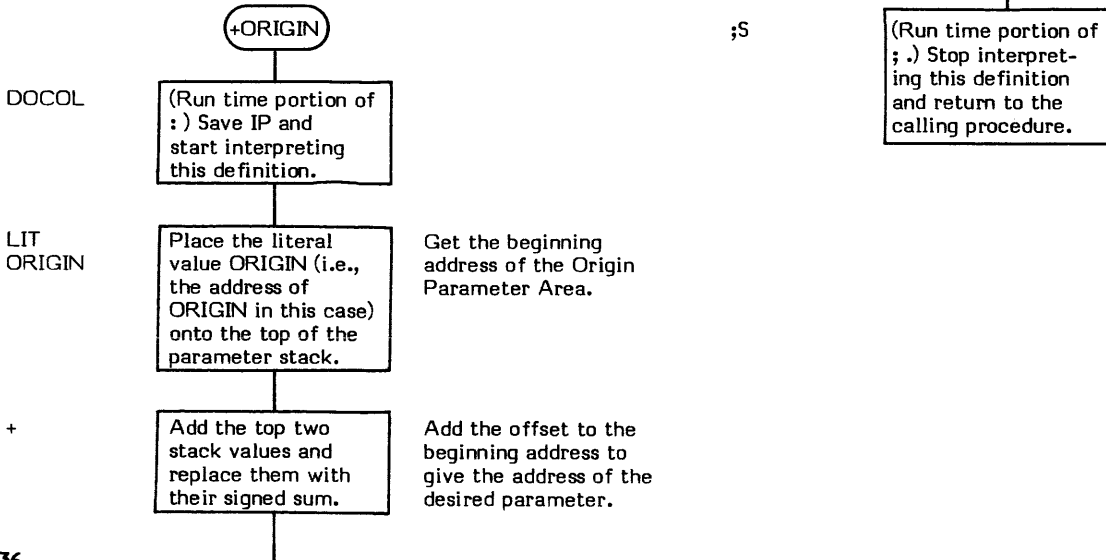 +ORIGIN
DOCOL
(Run time portion of
: ) Save IP and
start interpreting
this definition.
LIT
ORIGIN
Place the literal
value ORIGIN (i.e.,
the address of
ORIGIN in this case)
onto the top of the
parameter stack.
Get the beginning
address of the Origin
Parameter Area.
+
Add the top two
stack values and
replace them with
their signed sum.
Add the offset to the
beginning address to
give the address of the
desired parameter.
;S
(Run time portion of
; .) Stop interpret-
ing this definition
and return to the
calling procedure.